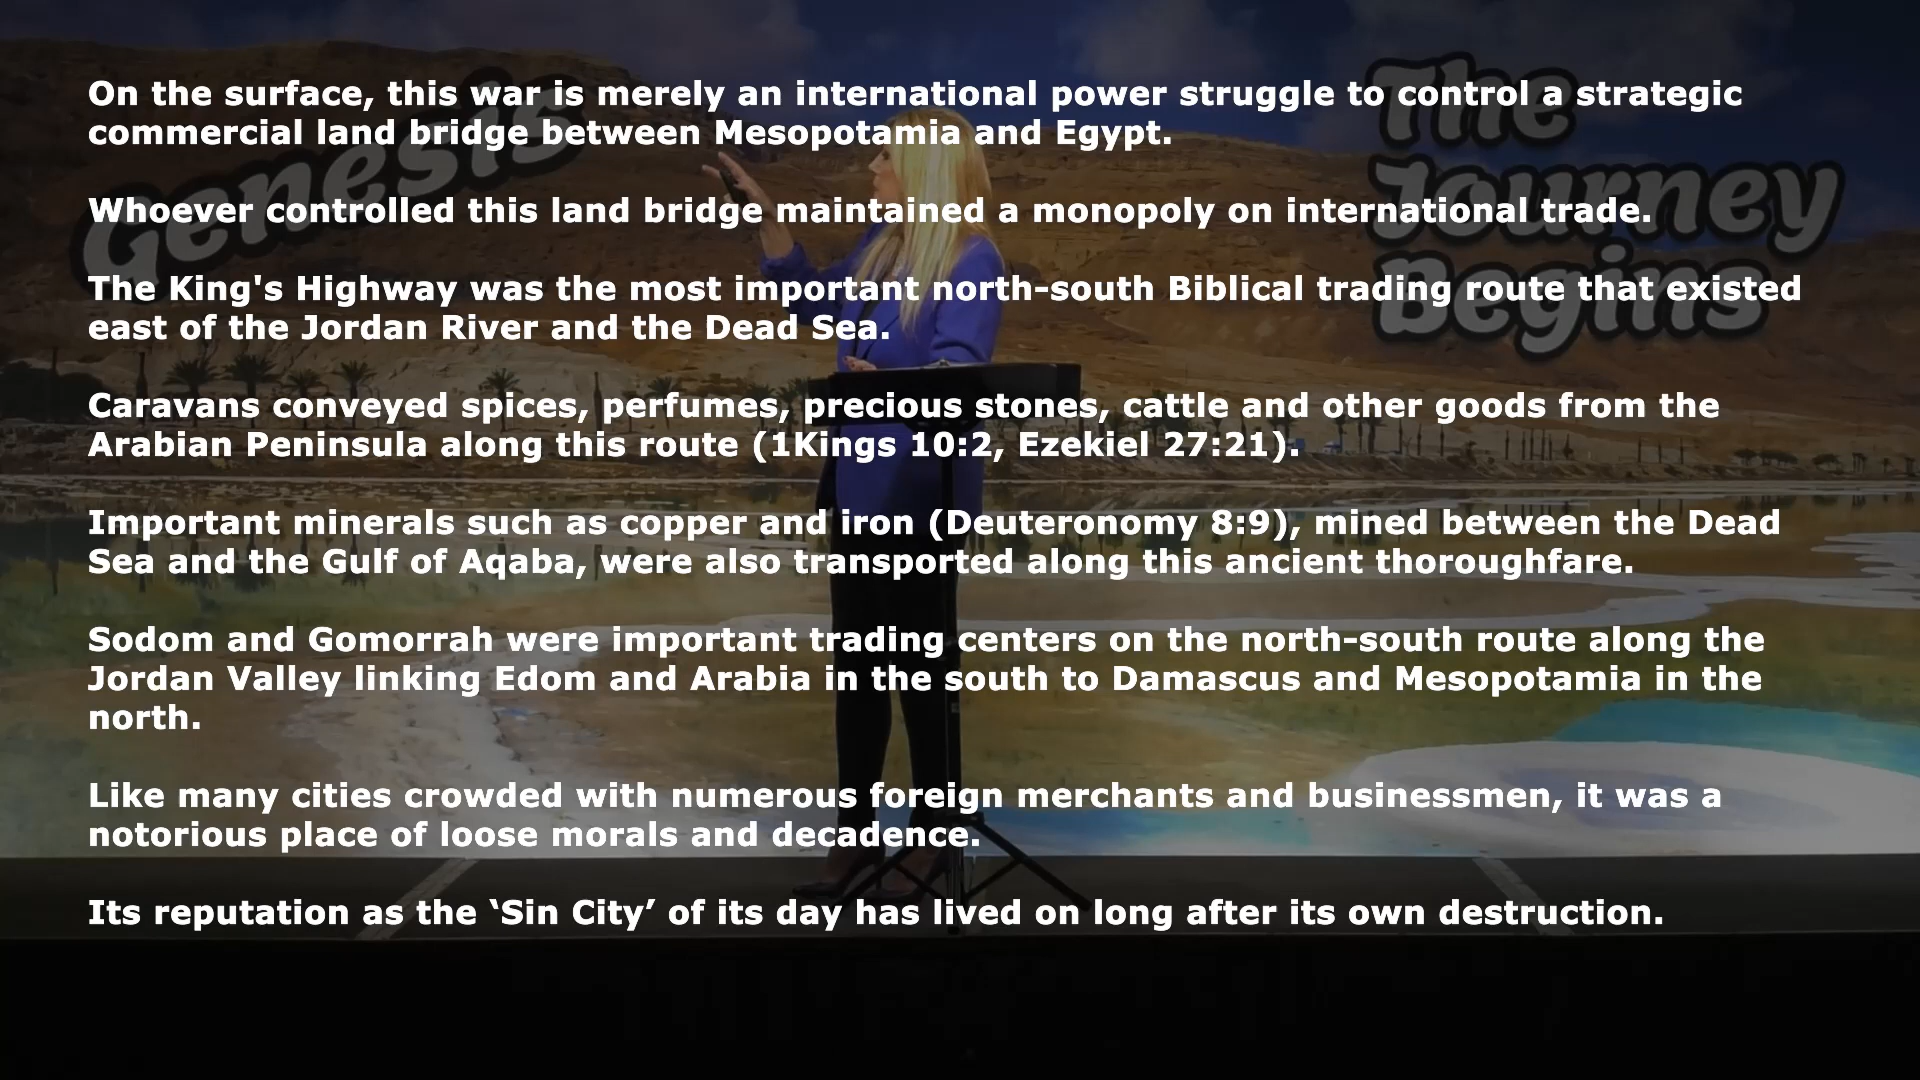 On the surface, this war is merely an international power struggle to control a strategic
commercial land bridge between Mesopotamia and Egypt.
Whoever controlled this land bridge maintained a monopoly on international trade.
The King's Highway was the most important north-south Biblical trading route that existed
east of the Jordan River and the Dead Sea.
Caravans conveyed spices, perfumes, precious stones, cattle and other goods from the
Arabian Peninsula along this route (1Kings 10:2, Ezekiel 27:21).
Important minerals such as copper and iron (Deuteronomy 8:9), mined between the Dead
Sea and the Gulf of Aqaba, were also transported along this ancient thoroughfare.
Sodom and Gomorrah were important trading centers on the north-south route along the
Jordan Valley linking Edom and Arabia in the south to Damascus and Mesopotamia in the
north.
Like many cities crowded with numerous foreign merchants and businessmen, it was a
notorious place of loose morals and decadence.
Its reputation as the ‘Sin City’ of its day has lived on long after its own destruction.
Genesis
The
Journey
Begins